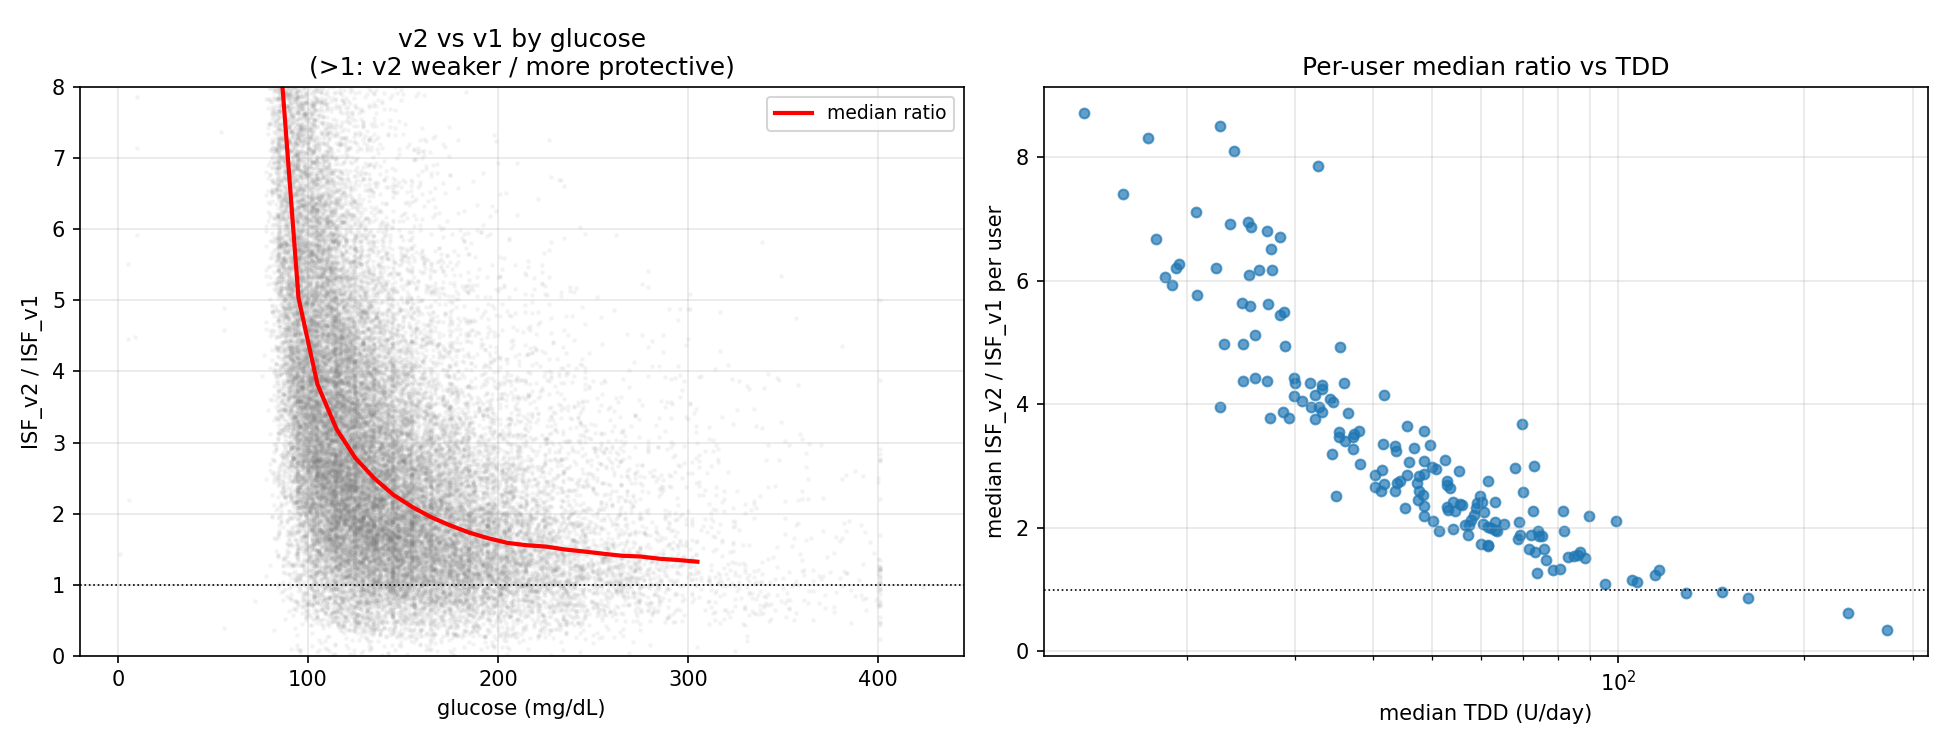 v2 vs v1 by glucose
(>1: v2 weaker / more protective)
8
7
6
5
4
3
2
1
0
ISF_v2 / ISF_v1
median ratio
0
100
200
300
400
glucose (mg/dL)
Per-user median ratio vs TDD
8
6
4
2
0
median ISF_v2 / ISF_v1 per user
10²
median TDD (U/day)